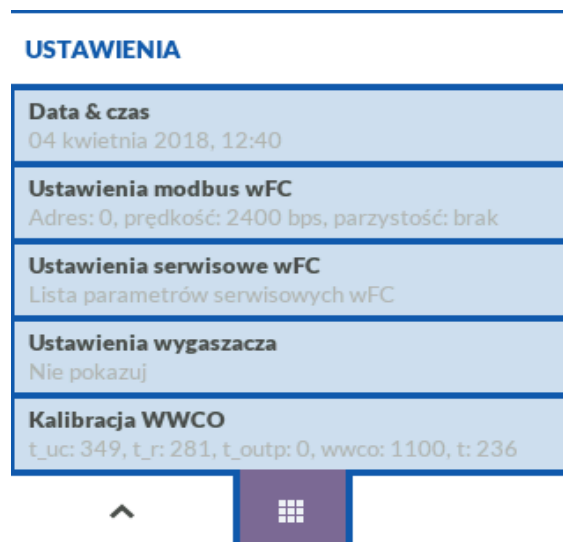 USTAWIENIA
Data & czas
04 kwietnia 2018, 12:40
Ustawienia modbus wFC
Adres: 0, prędkość: 2400 bps, parzystość: brak
Ustawienia serwisowe wFC
Lista parametrów serwisowych wFC
Ustawienia wygaszacza
Nie pokazuj
Kalibracja WWCO
t_uc: 349, t_r: 281, t_outp: 0, wwco: 1100, t: 236